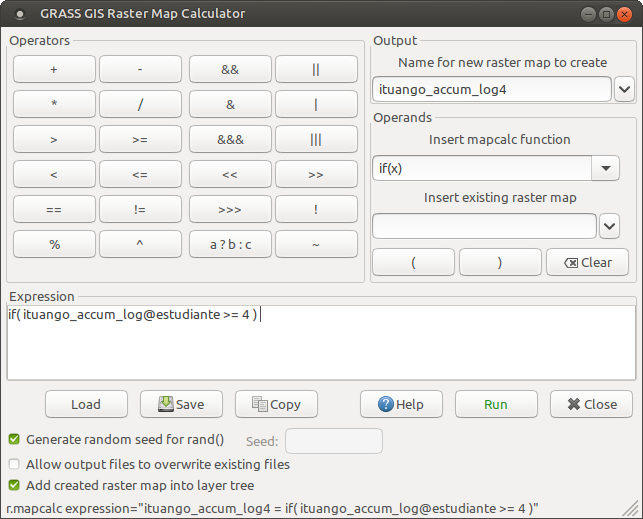 GRASS GIS Raster Map Calculator
Operators
+ - && ||
* / & |
> >= &&& |||
< <= << >>
== != >>> !
% ^ a ? b : c ~
Output
Name for new raster map to create
ituango_accum_log4
Operands
Insert mapcalc function
if(x)
Insert existing raster map
( ) Clear
Expression
if( ituango_accum_log@estudiante >= 4 )
Load Save Copy Help Run Close
Generate random seed for rand() Seed:
Allow output files to overwrite existing files
Add created raster map into layer tree
r.mapcalc expression="ituango_accum_log4 = if( ituango_accum_log@estudiante >= 4 )"